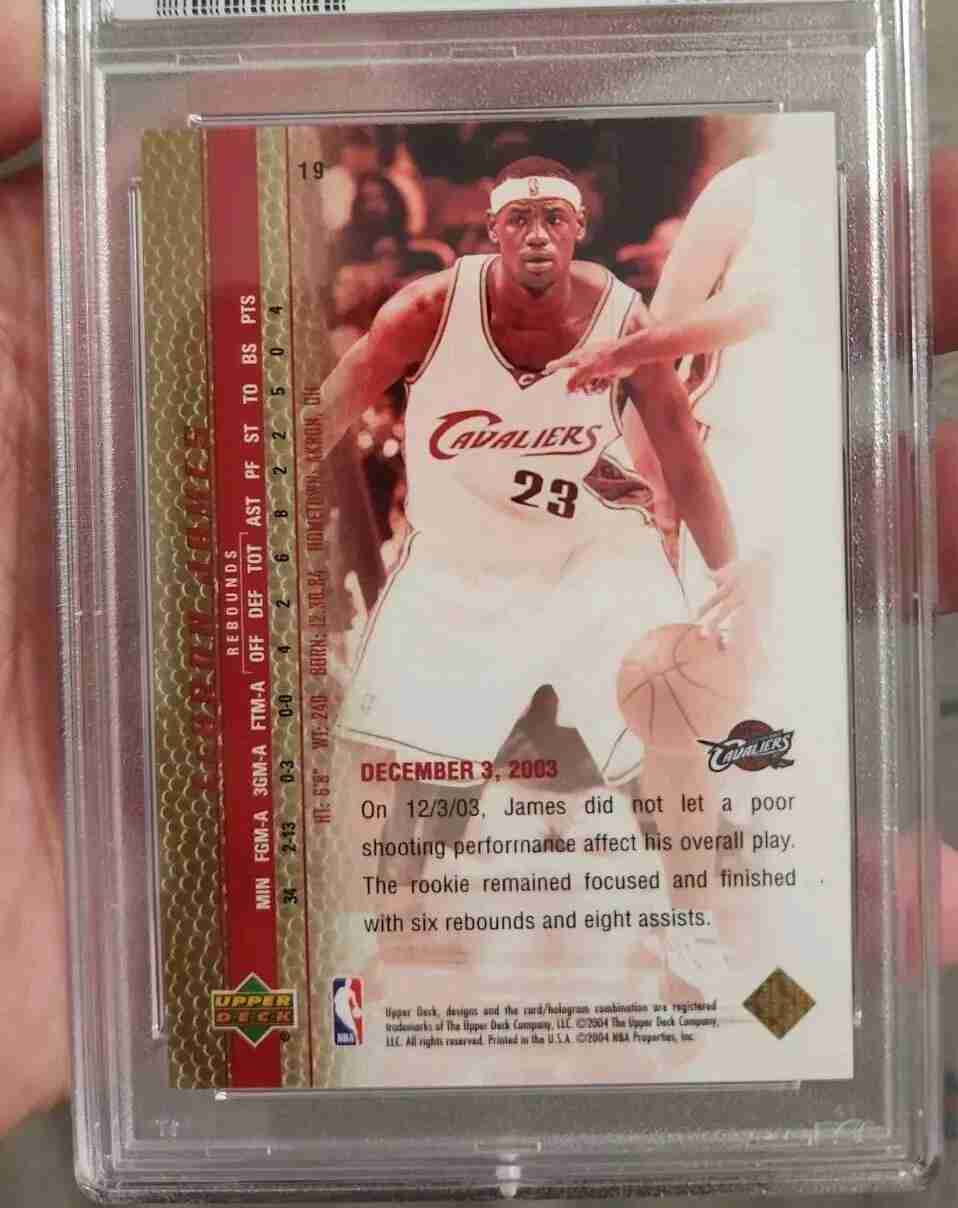 19
LEBRON JAMES
REBOUNDS
MIN FGM-A 3GM-A FTM-A OFF DEF TOT AST PF ST TO BS PTS
34 2-13 0-3 0-0 4 2 6 8 2 2 5 0 4
HT: 6'8" WT: 240 BORN: 12.30.84 HOMETOWN: AKRON, OH
CAVALIERS
23
CAVALIERS
DECEMBER 3, 2003
On 12/3/03, James did not let a poor
shooting performance affect his overall play.
The rookie remained focused and finished
with six rebounds and eight assists.
UPPER
DECK
NBA
Upper Deck, designs and the card/hologram combination are registered
trademarks of The Upper Deck Company, LLC. ©2004 The Upper Deck Company,
LLC. All rights reserved. Printed in the U.S.A. ©2004 NBA Properties, Inc.